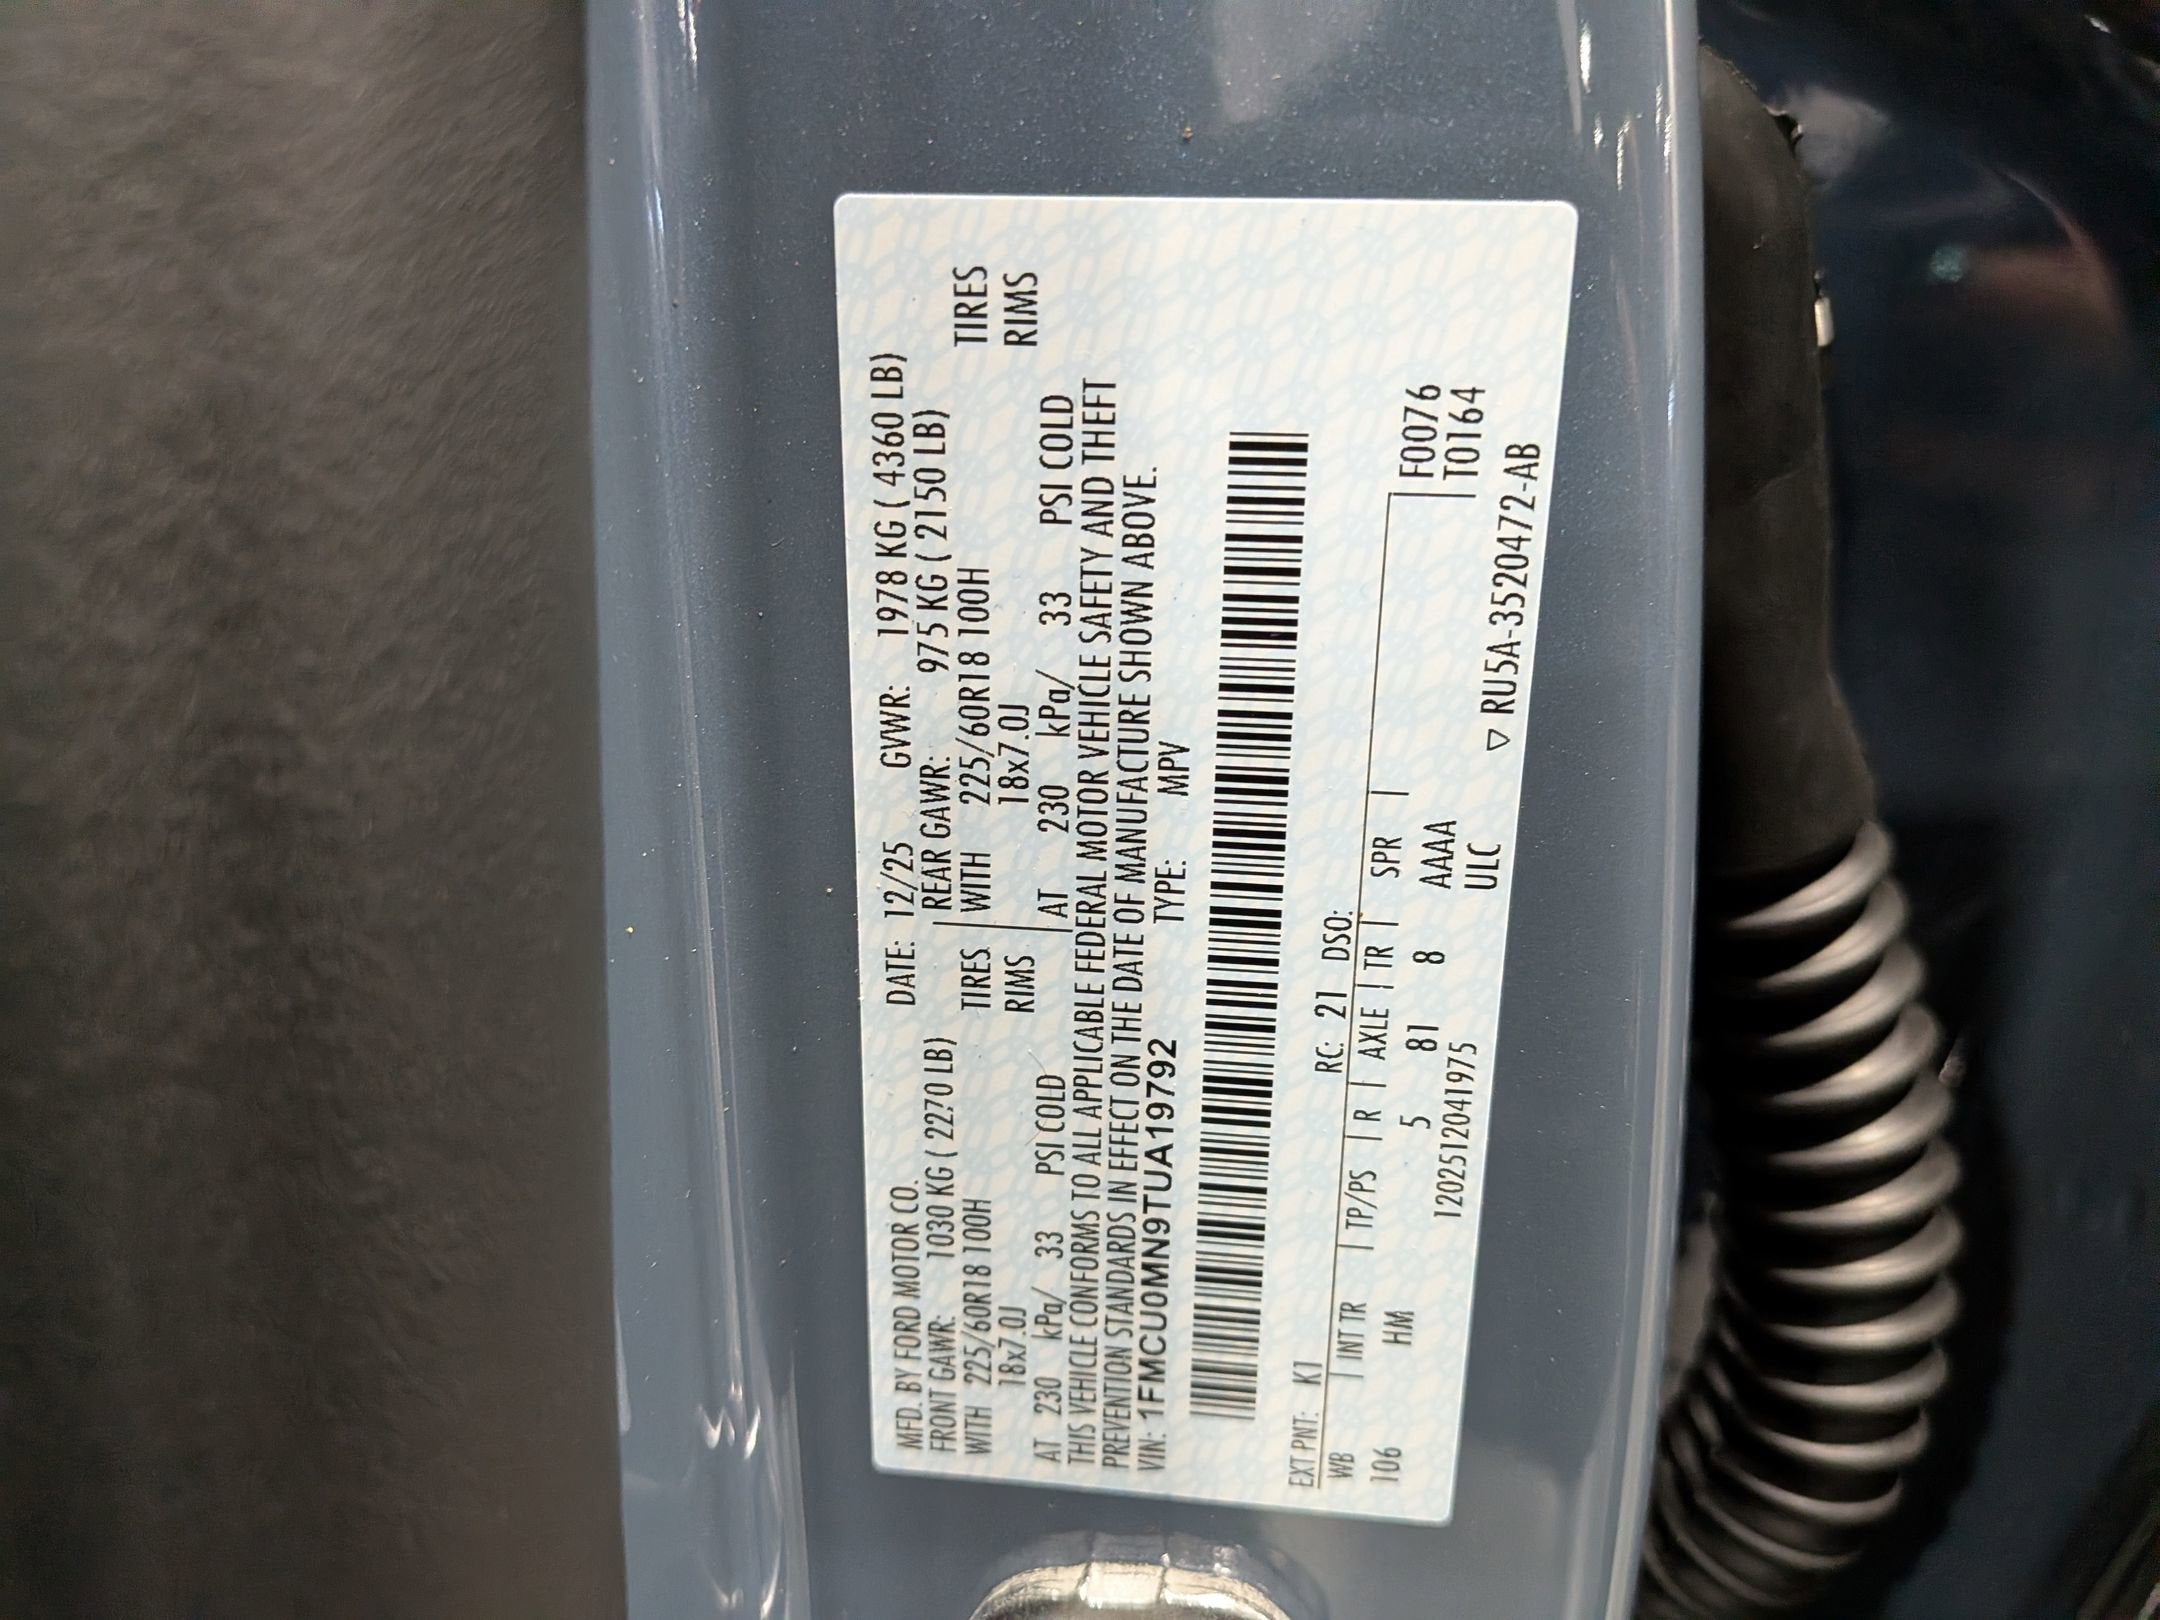 MFD. BY FORD MOTOR CO. DATE: 12/25 GVWR: 1978 KG ( 4360 LB)
FRONT GAWR: 1030 KG ( 2270 LB) REAR GAWR: 975 KG ( 2150 LB)
WITH 225/60R18 100H TIRES WITH 225/60R18 100H TIRES
18x7.0J RIMS 18x7.0J RIMS
AT 230 kPa/ 33 PSI COLD AT 230 kPa/ 33 PSI COLD
THIS VEHICLE CONFORMS TO ALL APPLICABLE FEDERAL MOTOR VEHICLE SAFETY AND THEFT
PREVENTION STANDARDS IN EFFECT ON THE DATE OF MANUFACTURE SHOWN ABOVE.
VIN: 1FMCU0MN9TUA19792 TYPE: MPV
EXT PNT: K1 RC: 21 DSO:
WB INT TR TP/PS R AXLE TR SPR F0076
106 HM 5 81 8 AAAA T0164
120251204197​5 ULC
▽ RU5A-3520472-AB